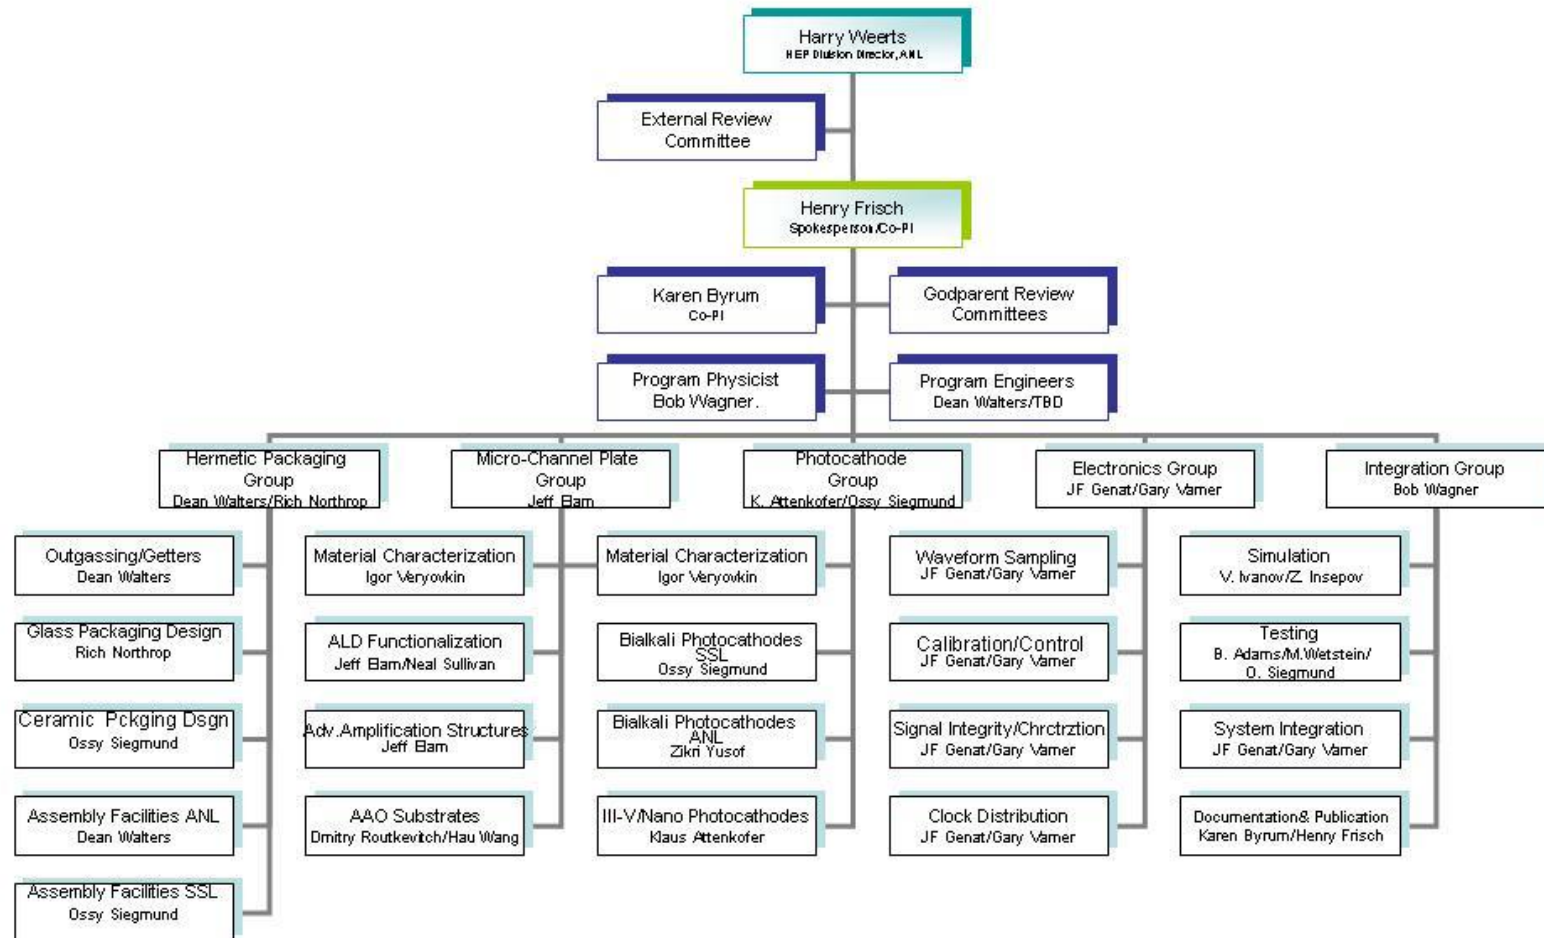 Harry Weerts
HEP Division Director, ANL
External Review
Committee
Henry Frisch
Spokesperson/Co-PI
Karen Byrum
Co-PI
Godparent Review
Committees
Program Physicist
Bob Wagner.
Program Engineers
Dean Walters/TBD
Hermetic Packaging
Group
Dean Walters/Rich Northrop
Micro-Channel Plate
Group
Jeff Elam
Photocathode
Group
K. Attenkofer/Ossy Siegmund
Electronics Group
JF Genat/Gary Varner
Integration Group
Bob Wagner
Outgassing/Getters
Dean Walters
Material Characterization
Igor Veryovkin
Material Characterization
Igor Veryovkin
Waveform Sampling
JF Genat/Gary Varner
Simulation
V. Ivanov/Z. Insepov
Glass Packaging Design
Rich Northrop
ALD Functionalization
Jeff Elam/Neal Sullivan
Bialkali Photocathodes
SSL
Ossy Siegmund
Calibration/Control
JF Genat/Gary Varner
Testing
B. Adams/M.Wetstein/
O. Siegmund
Ceramic Pckging Dsgn
Ossy Siegmund
Adv.Amplification Structures
Jeff Elam
Bialkali Photocathodes
ANL
Zikri Yusof
Signal Integrity/Chrctrztion
JF Genat/Gary Varner
System Integration
JF Genat/Gary Varner
Assembly Facilities ANL
Dean Walters
AAO Substrates
Dmitry Routkevitch/Hau Wang
III-V/Nano Photocathodes
Klaus Attenkofer
Clock Distribution
JF Genat/Gary Varner
Documentation& Publication
Karen Byrum/Henry Frisch
Assembly Facilities SSL
Ossy Siegmund